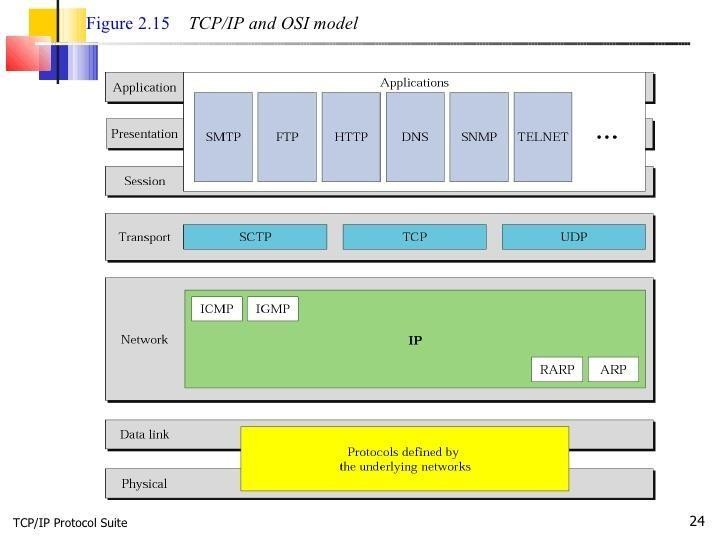 Figure 2.15 TCP/IP and OSI model
Applications
Application
Presentation
SMTP FTP HTTP DNS SNMP TELNET ...
Session
Transport SCTP TCP UDP
ICMP IGMP
Network IP
RARP ARP
Data link
Protocols defined by
the underlying networks
Physical
TCP/IP Protocol Suite 24